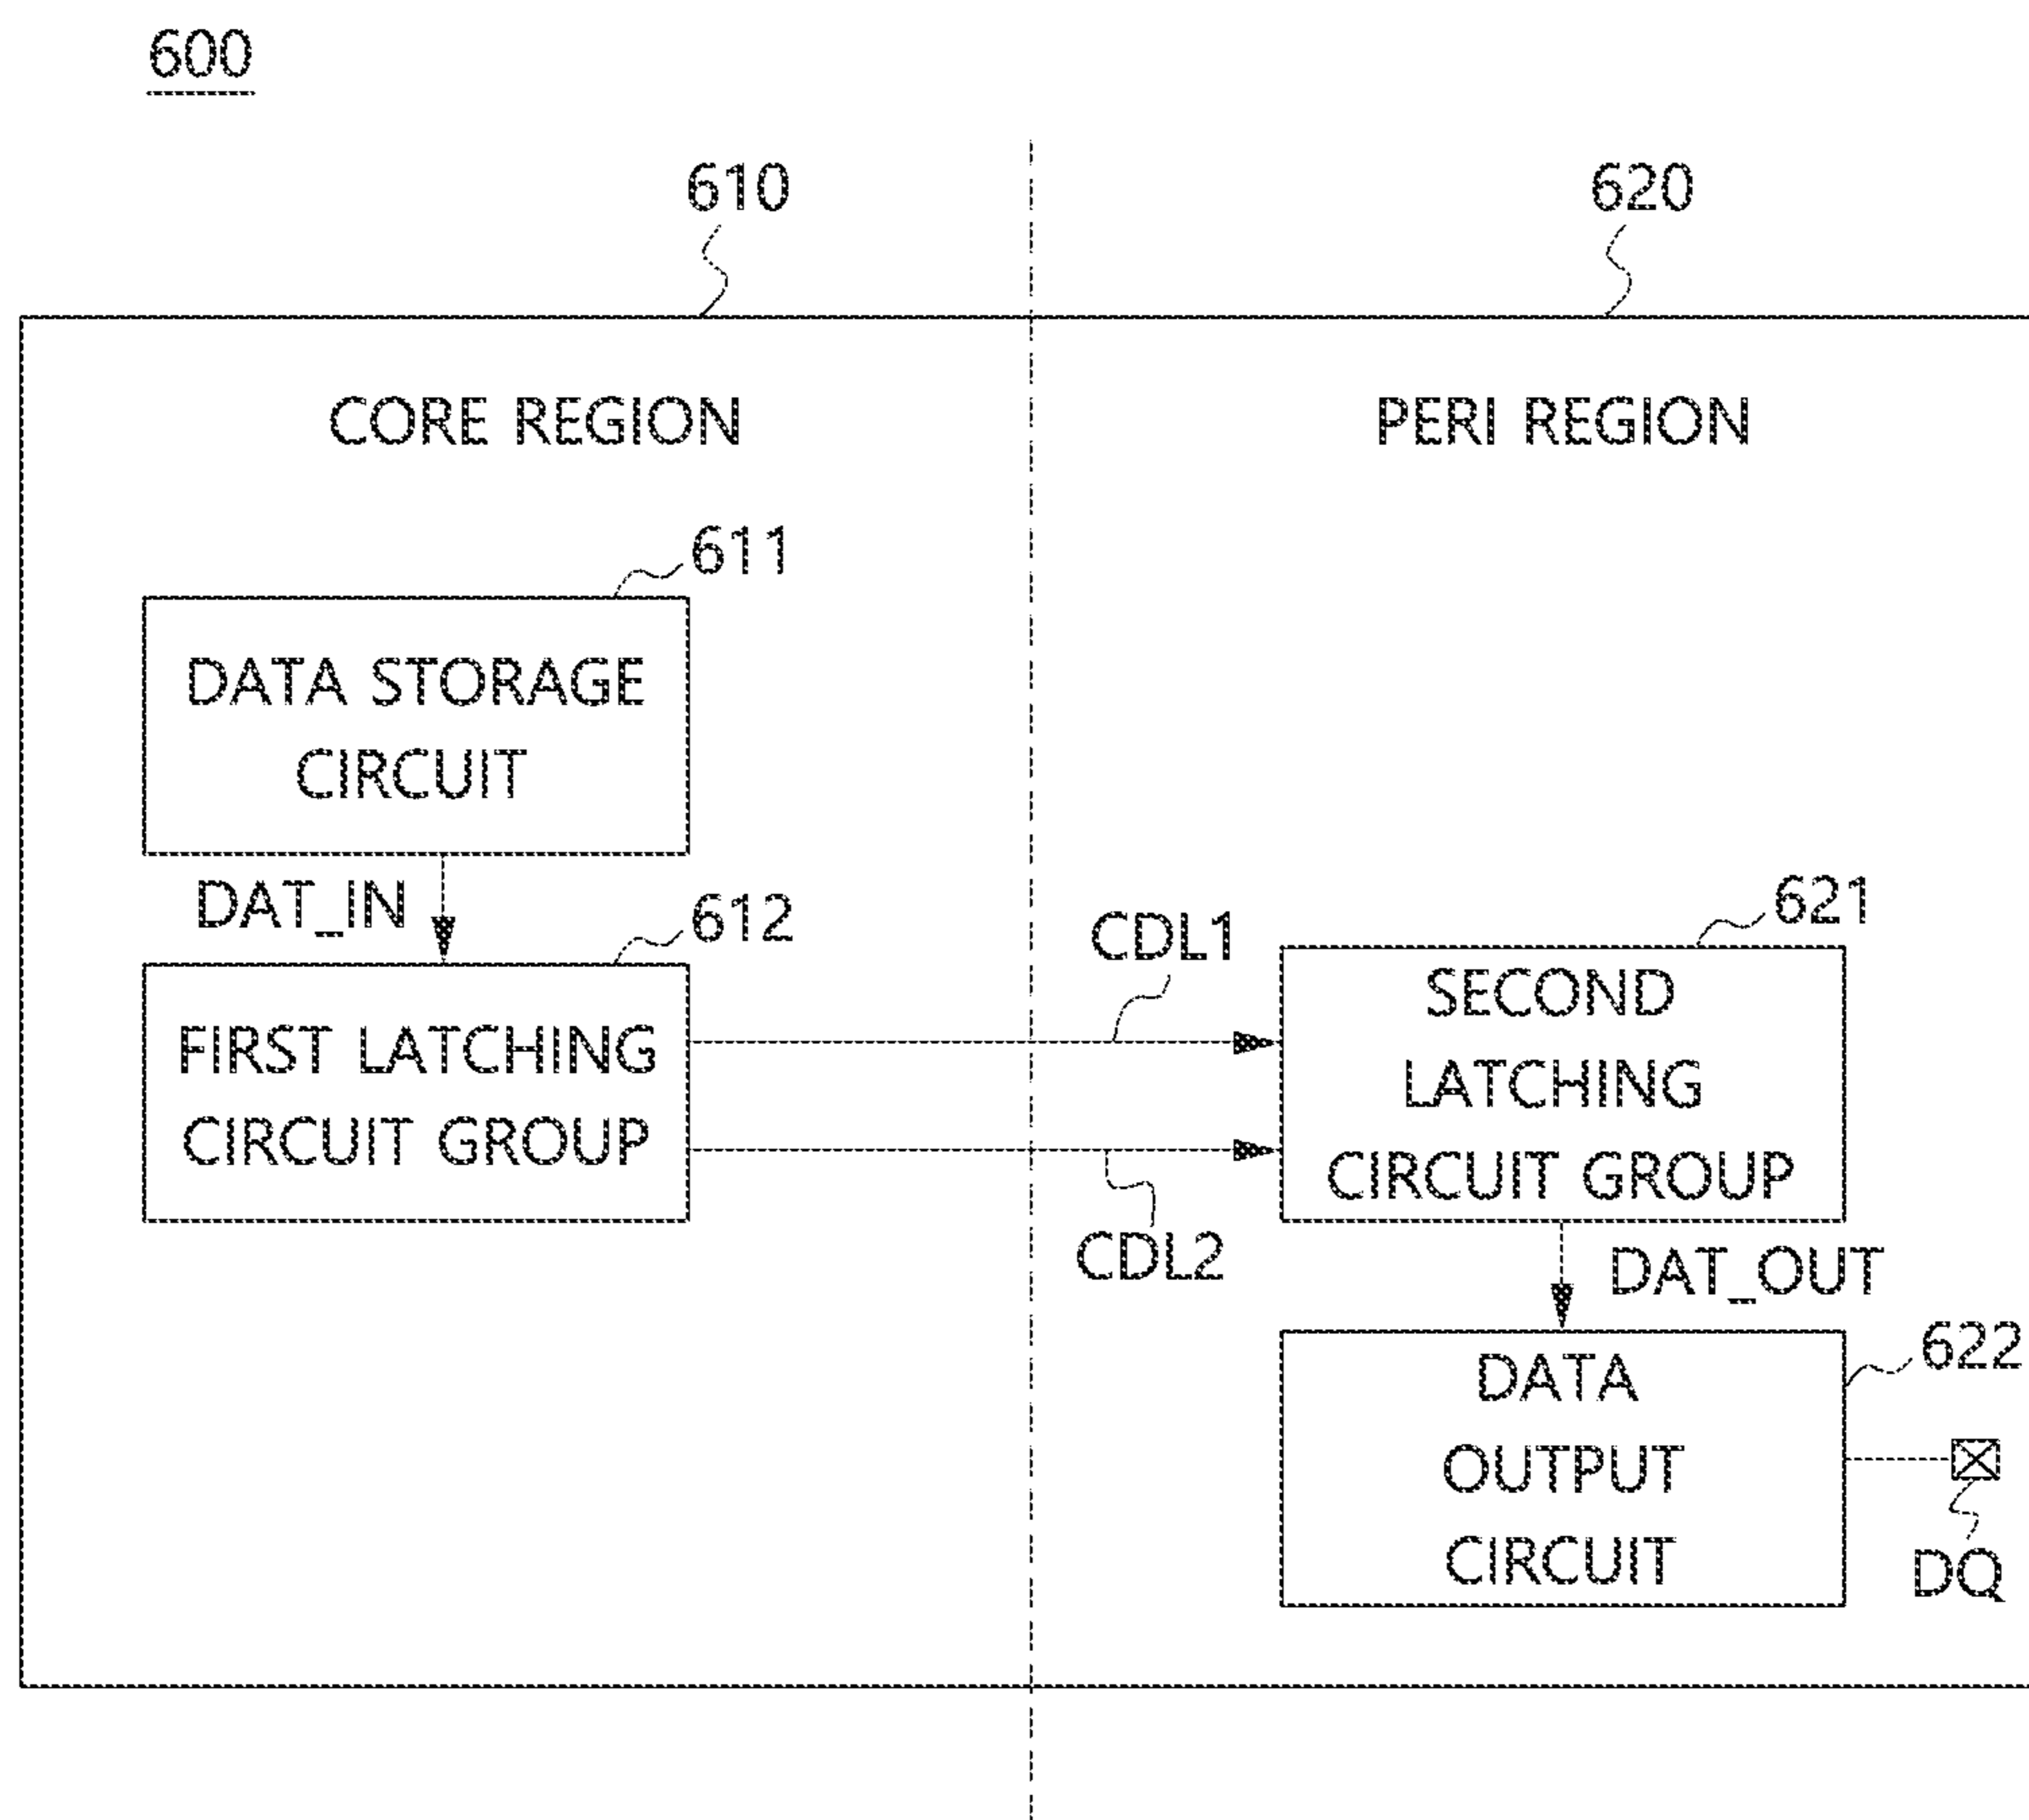 600
610
620
CORE REGION
PERI REGION
611
DATA STORAGE
CIRCUIT
DAT_IN
612
FIRST LATCHING
CIRCUIT GROUP
CDL1
CDL2
621
SECOND
LATCHING
CIRCUIT GROUP
DAT_OUT
622
DATA
OUTPUT
CIRCUIT
DQ